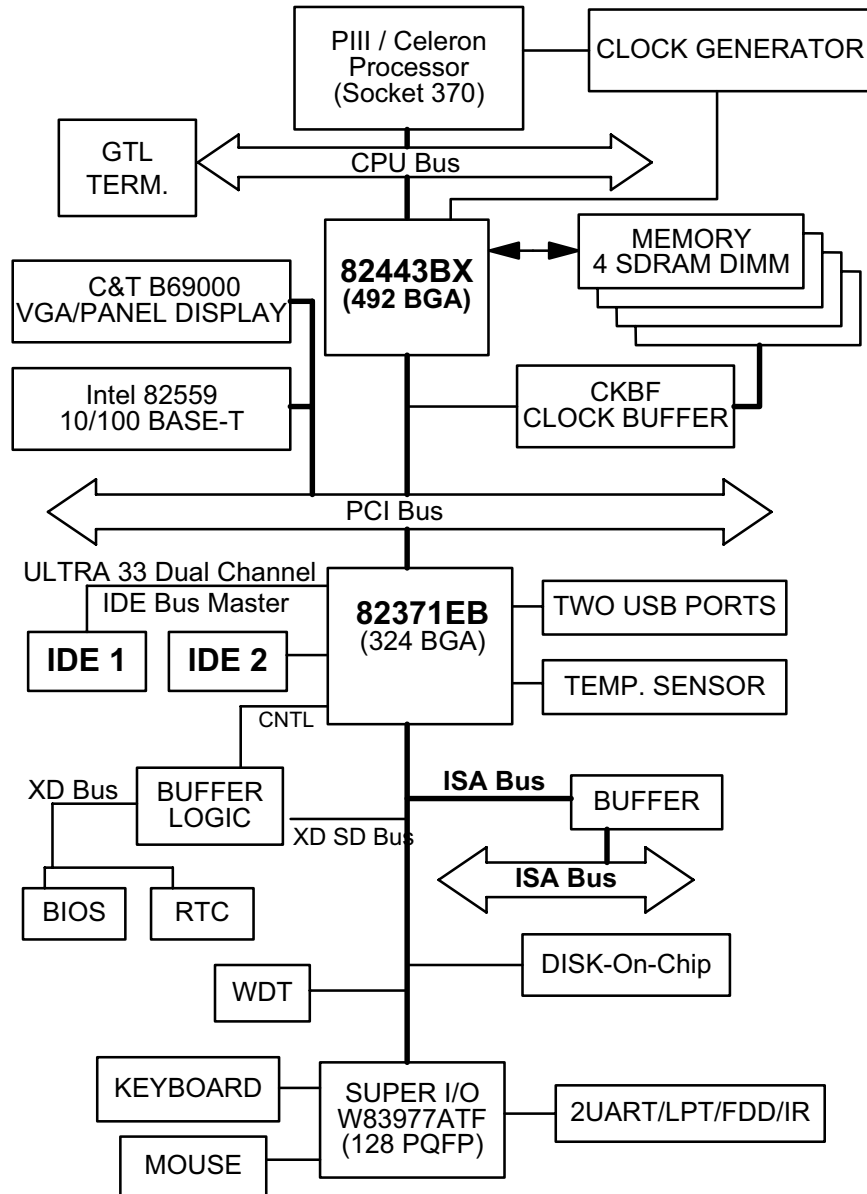 PIII / Celeron
Processor
(Socket 370)
CLOCK GENERATOR
GTL
TERM.
CPU Bus
82443BX
(492 BGA)
MEMORY
4 SDRAM DIMM
C&T B69000
VGA/PANEL DISPLAY
Intel 82559
10/100 BASE-T
CKBF
CLOCK BUFFER
PCI Bus
ULTRA 33 Dual Channel
IDE Bus Master
82371EB
(324 BGA)
TWO USB PORTS
IDE 1
IDE 2
TEMP. SENSOR
CNTL
XD Bus
BUFFER
LOGIC
XD SD Bus
ISA Bus
BUFFER
ISA Bus
BIOS
RTC
DISK-On-Chip
WDT
KEYBOARD
MOUSE
SUPER I/O
W83977ATF
(128 PQFP)
2UART/LPT/FDD/IR